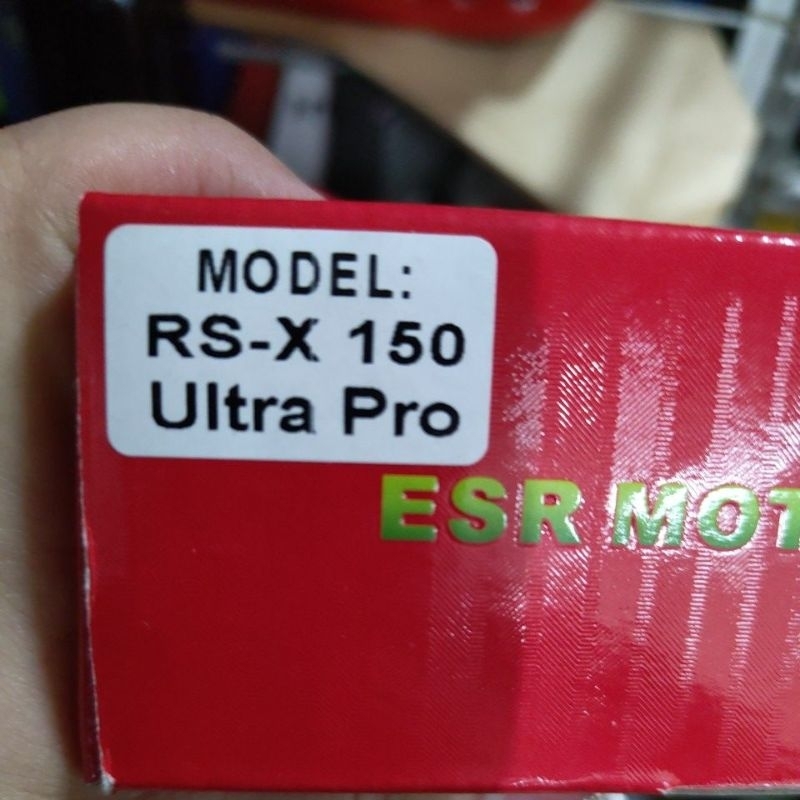 MODEL:
RS-X 150
Ultra Pro
ESR MOT